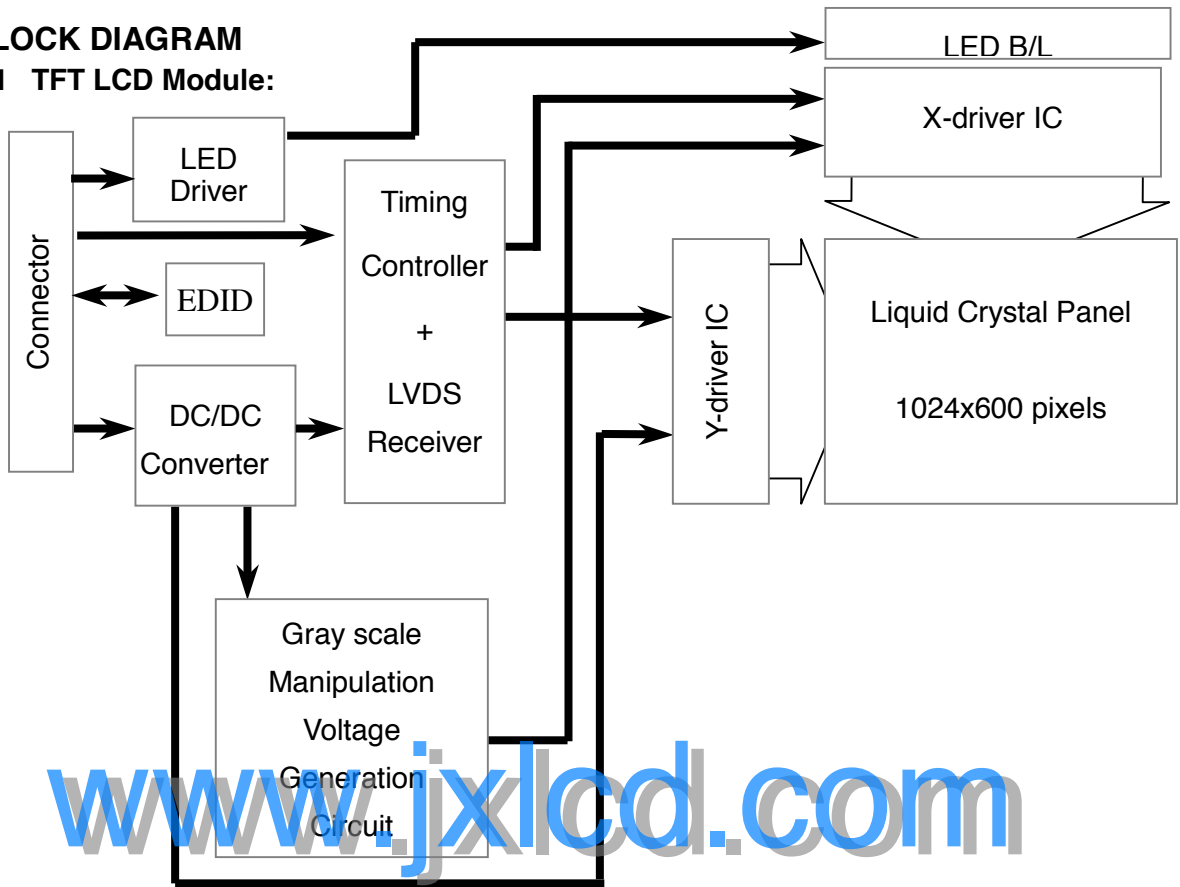 LOCK DIAGRAM
TFT LCD Module:
LED B/L
X-driver IC
LED
Driver
Timing
Controller
+
LVDS
Receiver
Connector
EDID
DC/DC
Converter
Y-driver IC
Liquid Crystal Panel
1024x600 pixels
Gray scale
Manipulation
Voltage
Generation
Circuit
www.jxlcd.com